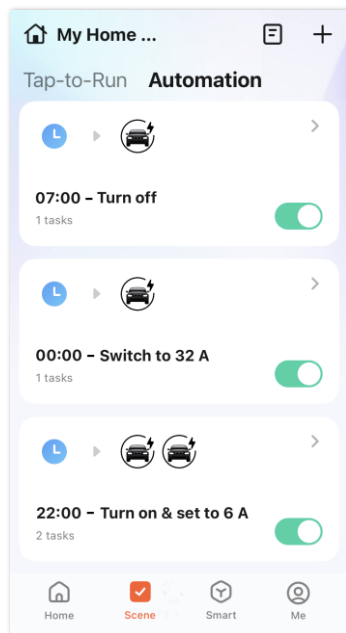 My Home ...
Tap-to-Run Automation
07:00 – Turn off
1 tasks
00:00 – Switch to 32 A
1 tasks
22:00 – Turn on & set to 6 A
2 tasks
Home Scene Smart Me